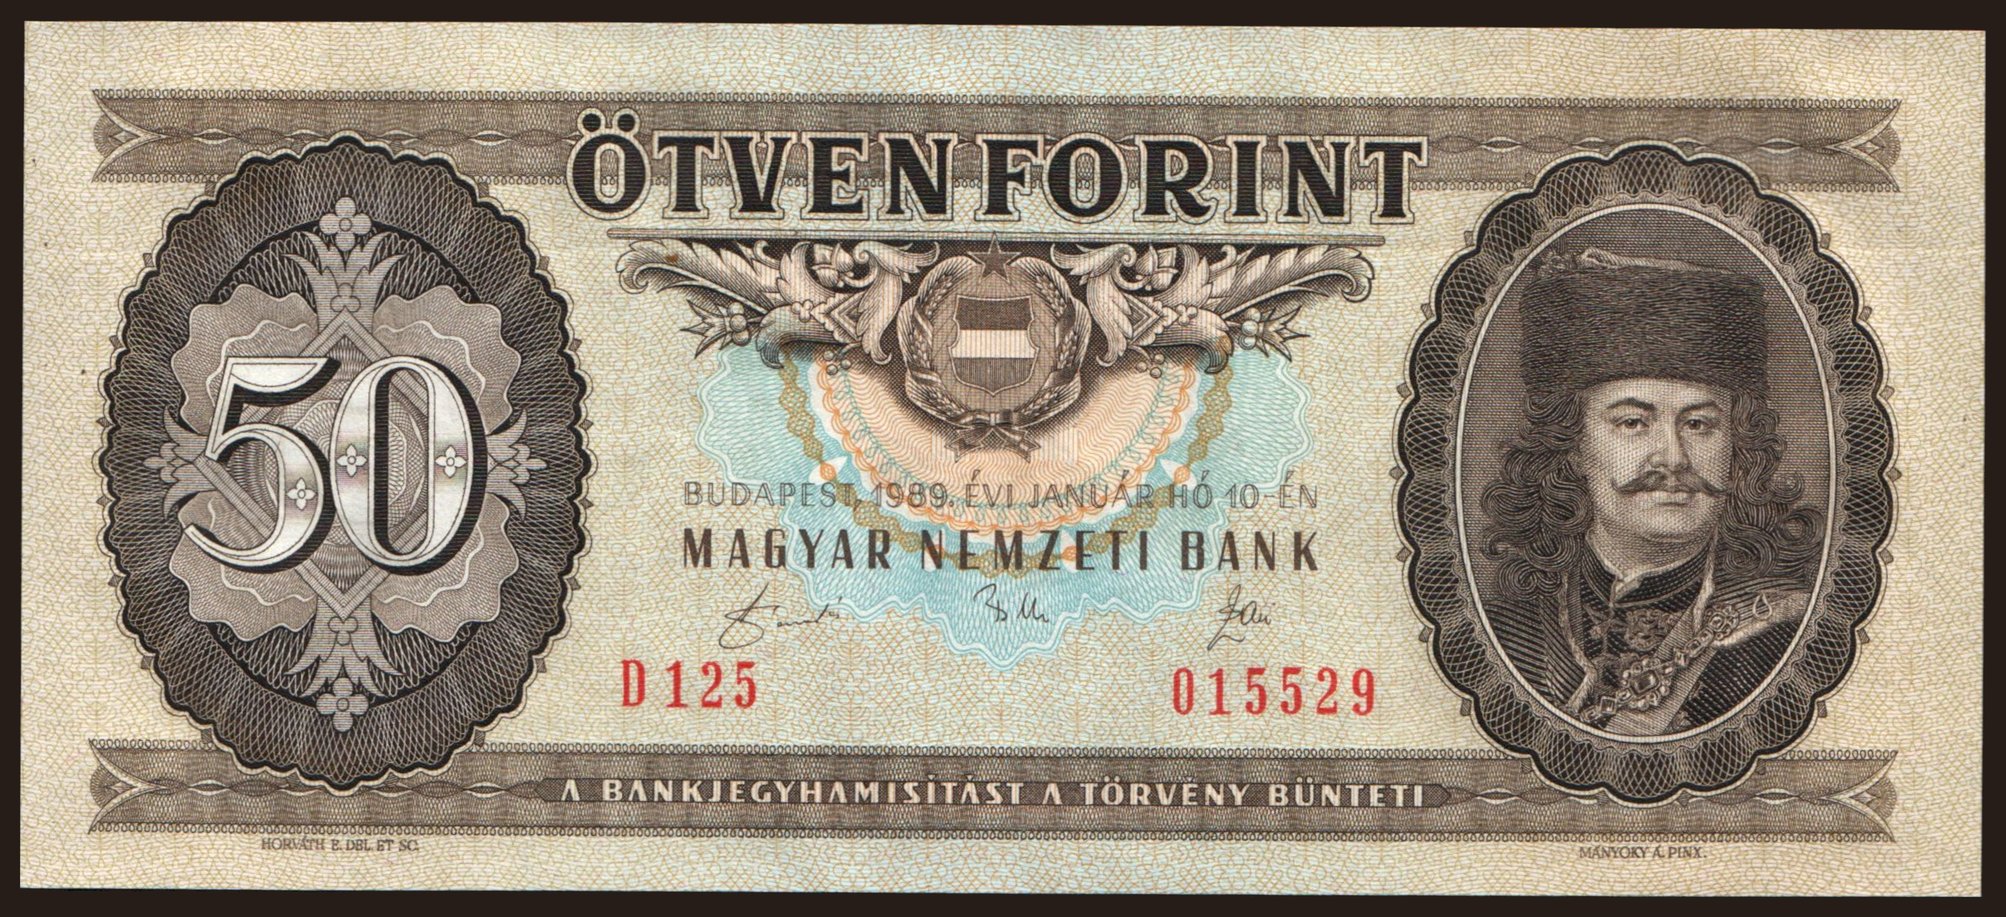 ÖTVEN FORINT
50
BUDAPEST, 1989. ÉVI JANUÁR HÓ 10-ÉN
MAGYAR NEMZETI BANK
D 125 015529
A BANKJEGYHAMISÍTÁST A TÖRVÉNY BÜNTETI
HORVÁTH E. DEL. ET SC. MÁNYOKY Á. PINX.